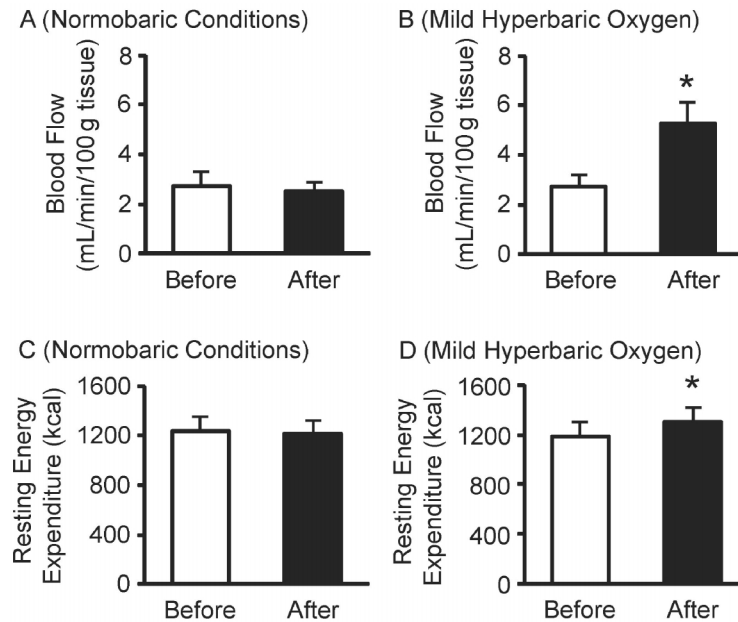 A (Normobaric Conditions)
Blood Flow
(mL/min/100 g tissue)
8
6
4
2
0
Before After
B (Mild Hyperbaric Oxygen)
Blood Flow
(mL/min/100 g tissue)
8
6
4
2
0
*
Before After
C (Normobaric Conditions)
Resting Energy
Expenditure (kcal)
1600
1200
800
400
0
Before After
D (Mild Hyperbaric Oxygen)
Resting Energy
Expenditure (kcal)
1600
1200
800
400
0
*
Before After